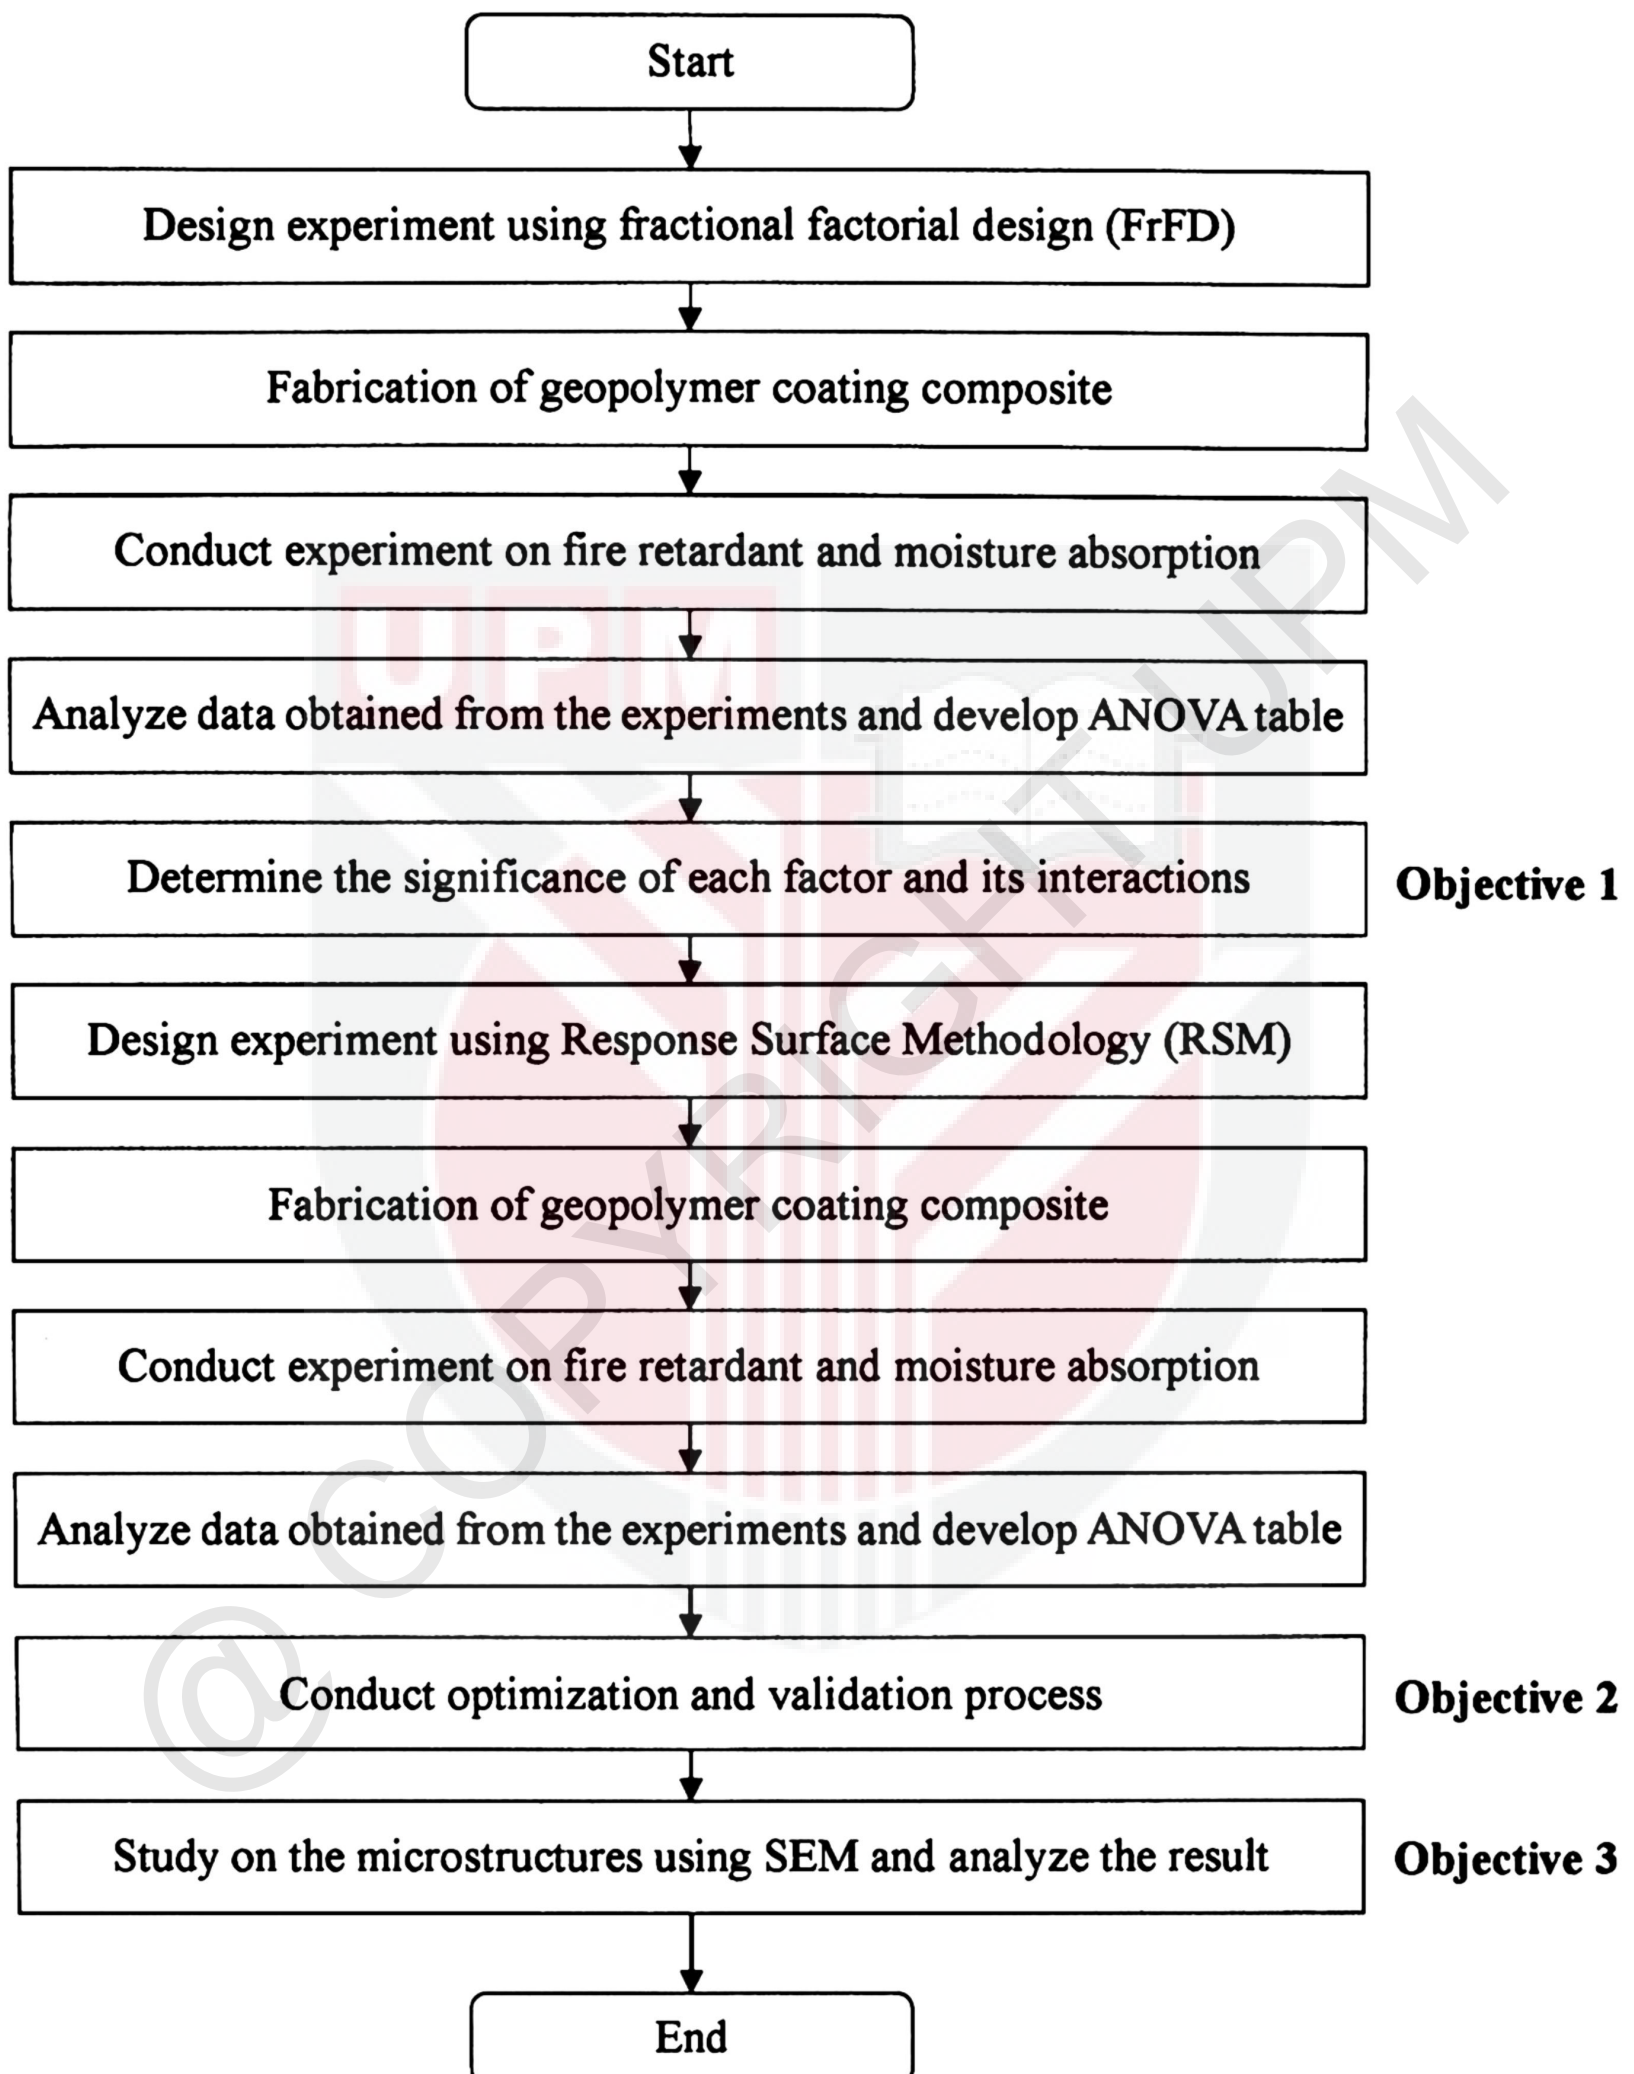 Start
Design experiment using fractional factorial design (FrFD)
Fabrication of geopolymer coating composite
Conduct experiment on fire retardant and moisture absorption
UPM
Analyze data obtained from the experiments and develop ANOVA table
Determine the significance of each factor and its interactions
Objective 1
Design experiment using Response Surface Methodology (RSM)
Fabrication of geopolymer coating composite
Conduct experiment on fire retardant and moisture absorption
Analyze data obtained from the experiments and develop ANOVA table
Conduct optimization and validation process
Objective 2
Study on the microstructures using SEM and analyze the result
Objective 3
End
@ COPYRIGHT UPM